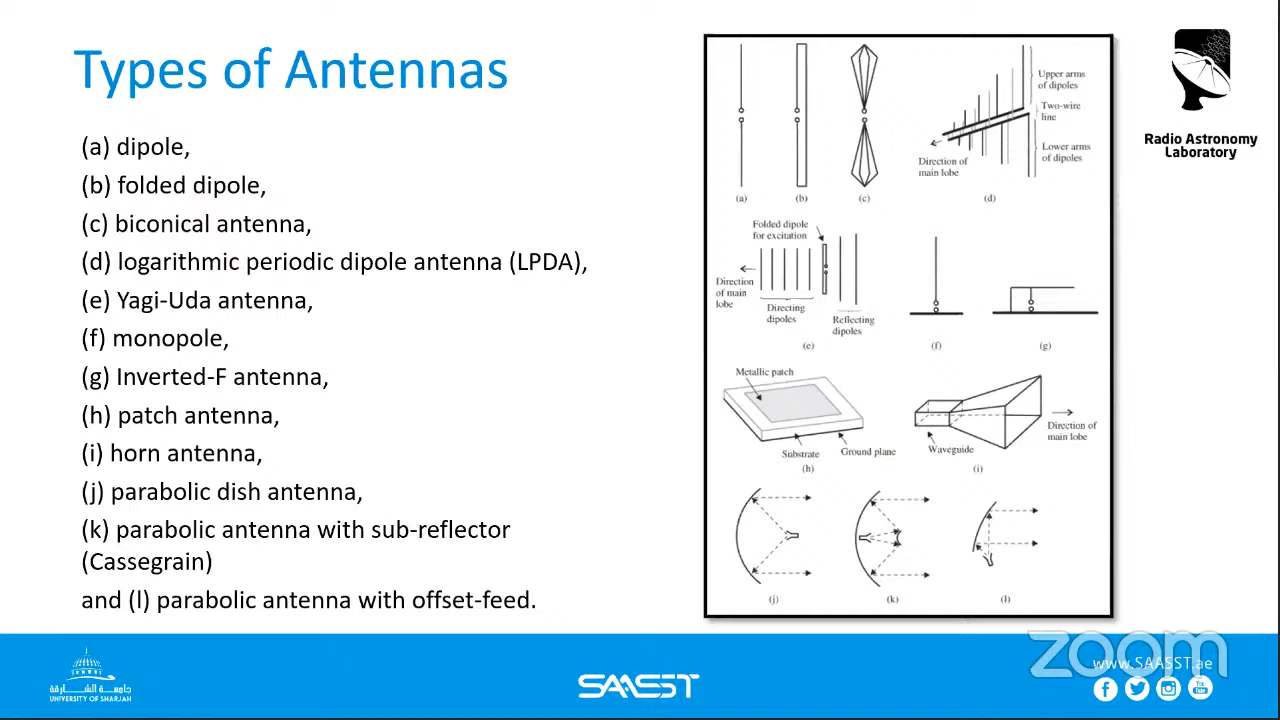 Types of Antennas
(a) dipole,
(b) folded dipole,
(c) biconical antenna,
(d) logarithmic periodic dipole antenna (LPDA),
(e) Yagi-Uda antenna,
(f) monopole,
(g) Inverted-F antenna,
(h) patch antenna,
(i) horn antenna,
(j) parabolic dish antenna,
(k) parabolic antenna with sub-reflector
(Cassegrain)
and (l) parabolic antenna with offset-feed.
Upper arms
of dipoles
Two-wire
line
Lower arms
of dipoles
Direction of
main lobe
(a)
(b)
(c)
(d)
Folded dipole
for excitation
Direction
of main
lobe
Directing
dipoles
Reflecting
dipoles
(e)
(f)
(g)
Metallic patch
Substrate
Ground plane
(h)
Waveguide
Direction of
main lobe
(i)
(j)
(k)
(l)
Radio Astronomy
Laboratory
جامعة الشارقة
UNIVERSITY OF SHARJAH
SAASST
zoom
www.SAASST.ae
You
Tube